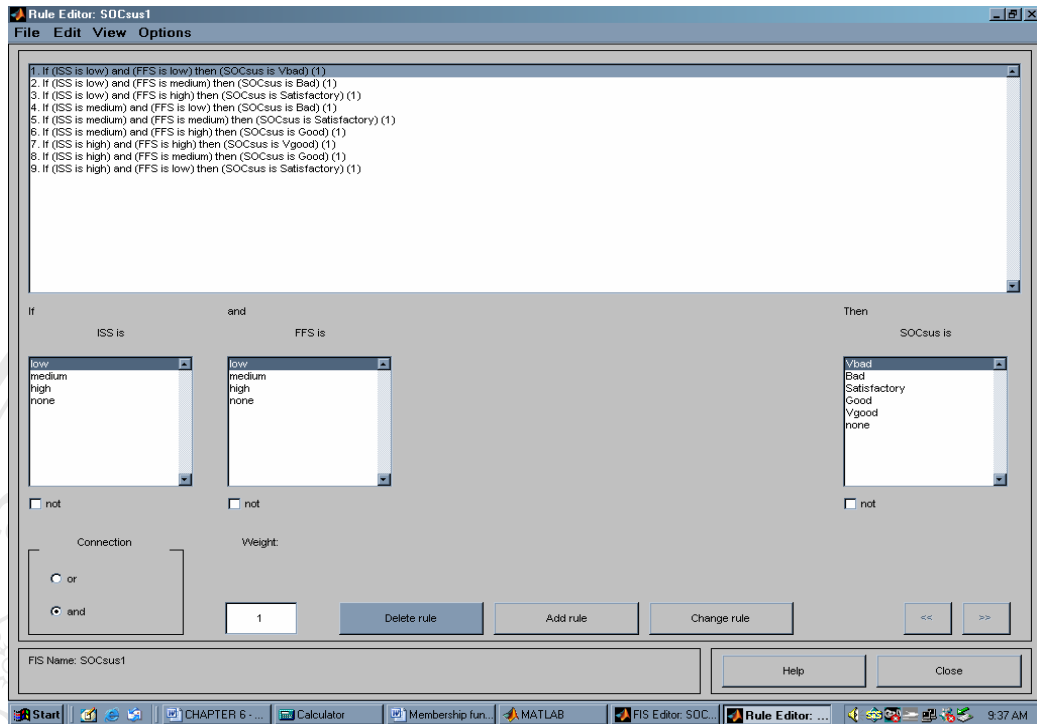 Rule Editor: SOCsus1
File Edit View Options
1. If (ISS is low) and (FFS is low) then (SOCsus is Vbad) (1)
2. If (ISS is low) and (FFS is medium) then (SOCsus is Bad) (1)
3. If (ISS is low) and (FFS is high) then (SOCsus is Satisfactory) (1)
4. If (ISS is medium) and (FFS is low) then (SOCsus is Bad) (1)
5. If (ISS is medium) and (FFS is medium) then (SOCsus is Satisfactory) (1)
6. If (ISS is medium) and (FFS is high) then (SOCsus is Good) (1)
7. If (ISS is high) and (FFS is high) then (SOCsus is Vgood) (1)
8. If (ISS is high) and (FFS is medium) then (SOCsus is Good) (1)
9. If (ISS is high) and (FFS is low) then (SOCsus is Satisfactory) (1)
If and Then
ISS is FFS is SOCsus is
low
medium
high
none
low
medium
high
none
Vbad
Bad
Satisfactory
Good
Vgood
none
not not not
Connection Weight:
or
and
1 Delete rule Add rule Change rule << >>
FIS Name: SOCsus1
Help Close
Start CHAPTER 6 - ... Calculator Membership fun... MATLAB FIS Editor: SOC... Rule Editor: ... 9:37 AM